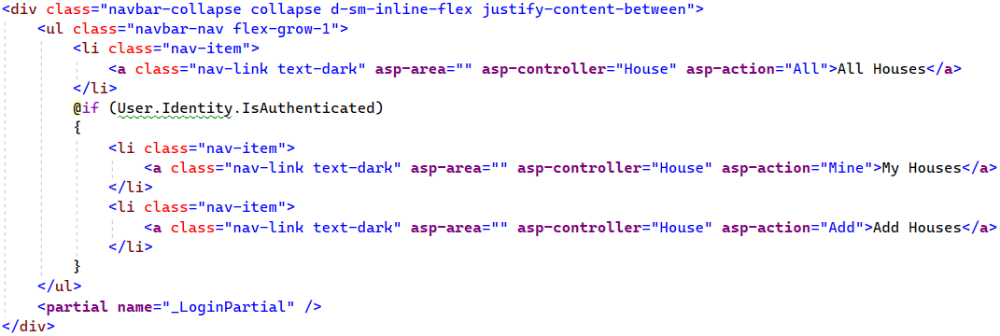 <div class="navbar-collapse collapse d-sm-inline-flex justify-content-between">
    <ul class="navbar-nav flex-grow-1">
        <li class="nav-item">
            <a class="nav-link text-dark" asp-area="" asp-controller="House" asp-action="All">All Houses</a>
        </li>
        @if (User.Identity.IsAuthenticated)
        {
            <li class="nav-item">
                <a class="nav-link text-dark" asp-area="" asp-controller="House" asp-action="Mine">My Houses</a>
            </li>
            <li class="nav-item">
                <a class="nav-link text-dark" asp-area="" asp-controller="House" asp-action="Add">Add Houses</a>
            </li>
        }
    </ul>
    <partial name="_LoginPartial" />
</div>